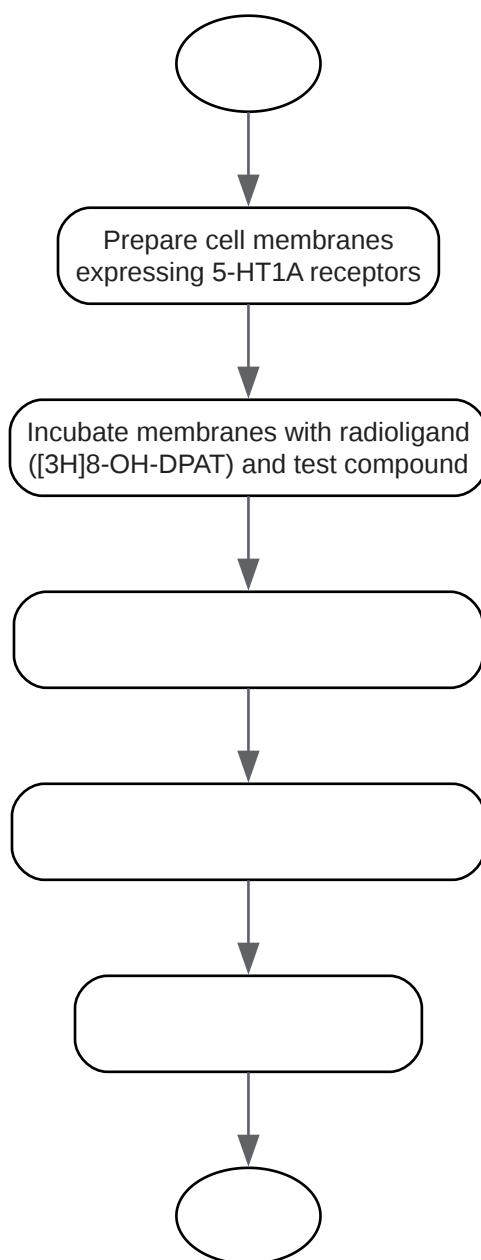 Prepare cell membranes
expressing 5-HT1A receptors
Incubate membranes with radioligand
([3H]8-OH-DPAT) and test compound